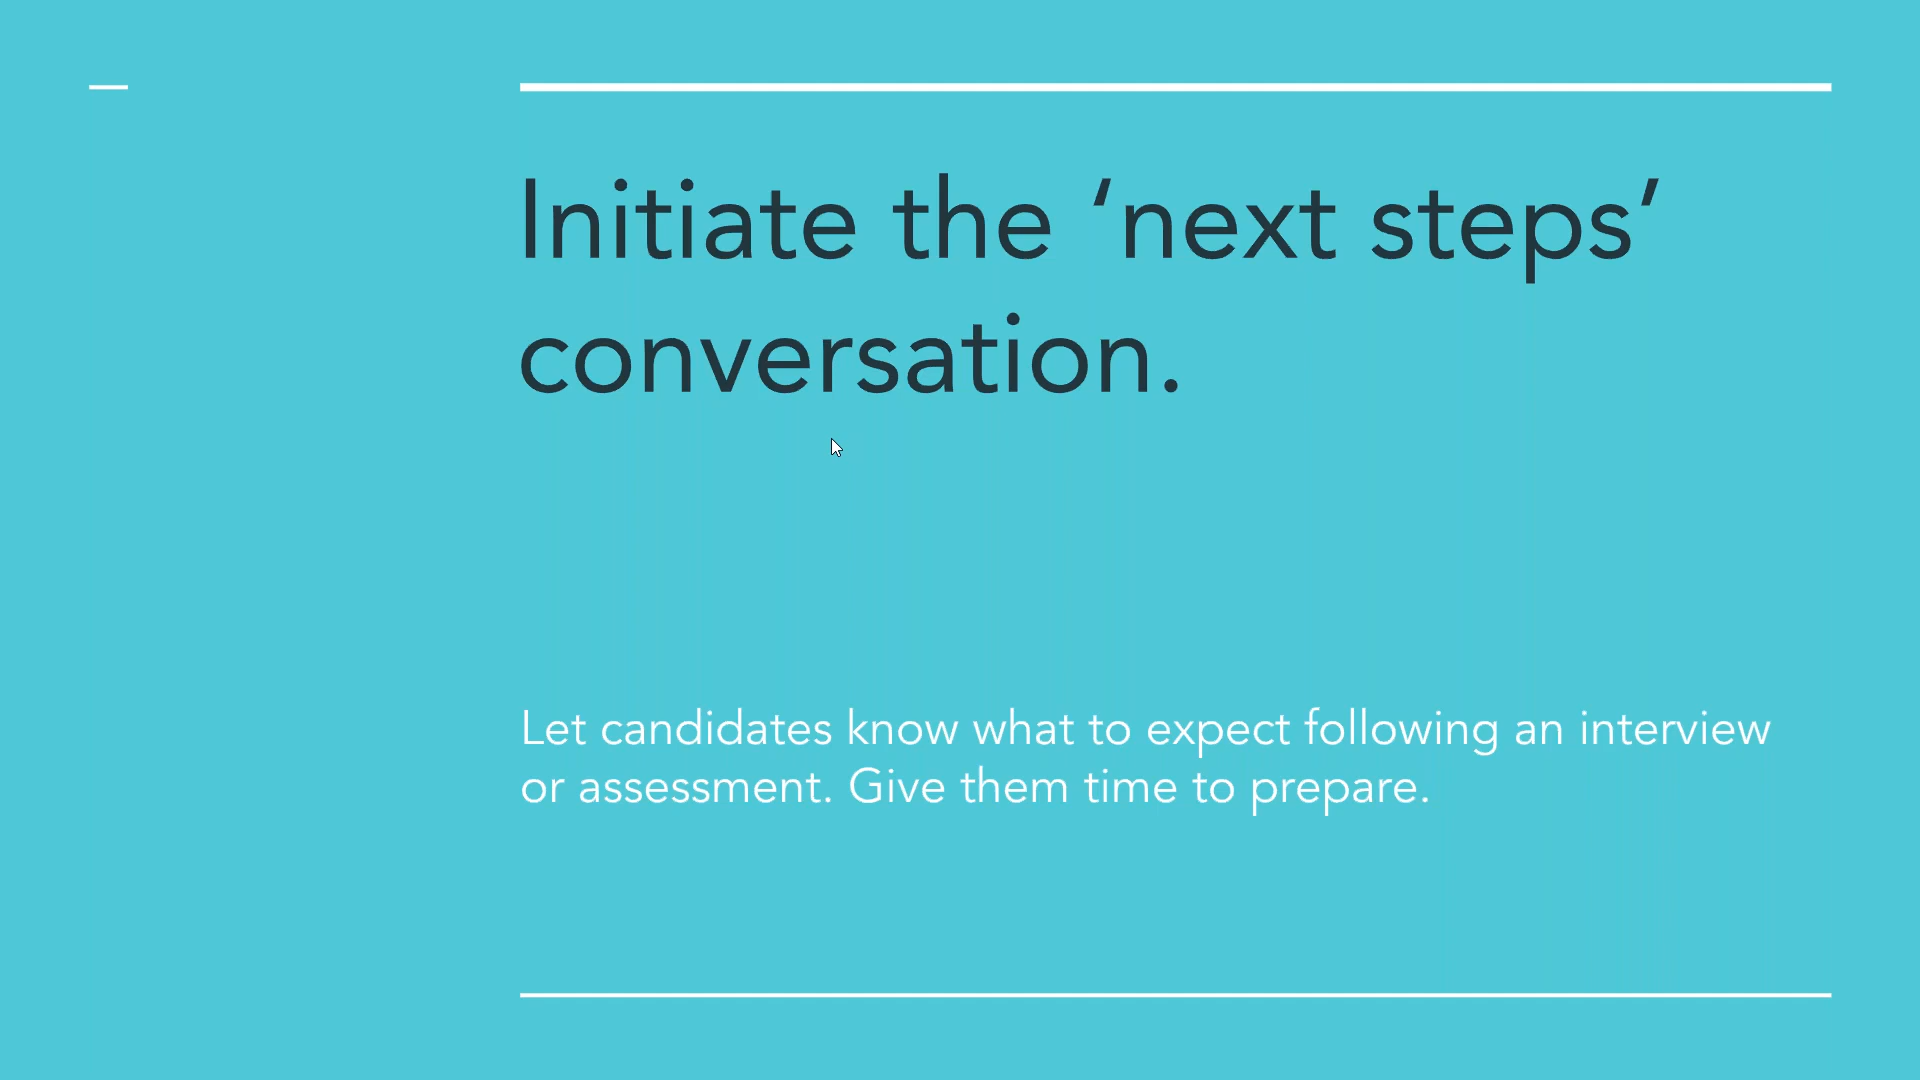 Initiate the ‘next steps’
conversation.
Let candidates know what to expect following an interview
or assessment. Give them time to prepare.